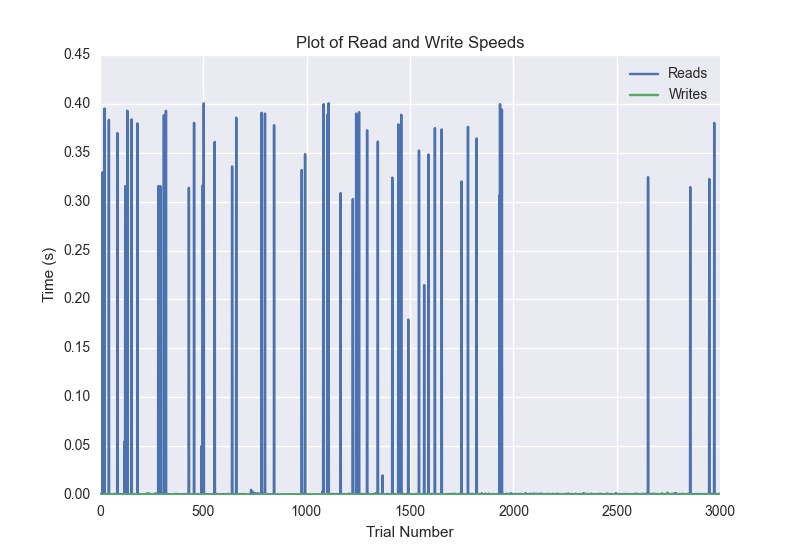 Plot of Read and Write Speeds
0.45
0.40
0.35
0.30
0.25
0.20
0.15
0.10
0.05
0.00
Time (s)
Reads
Writes
0 500 1000 1500 2000 2500 3000
Trial Number